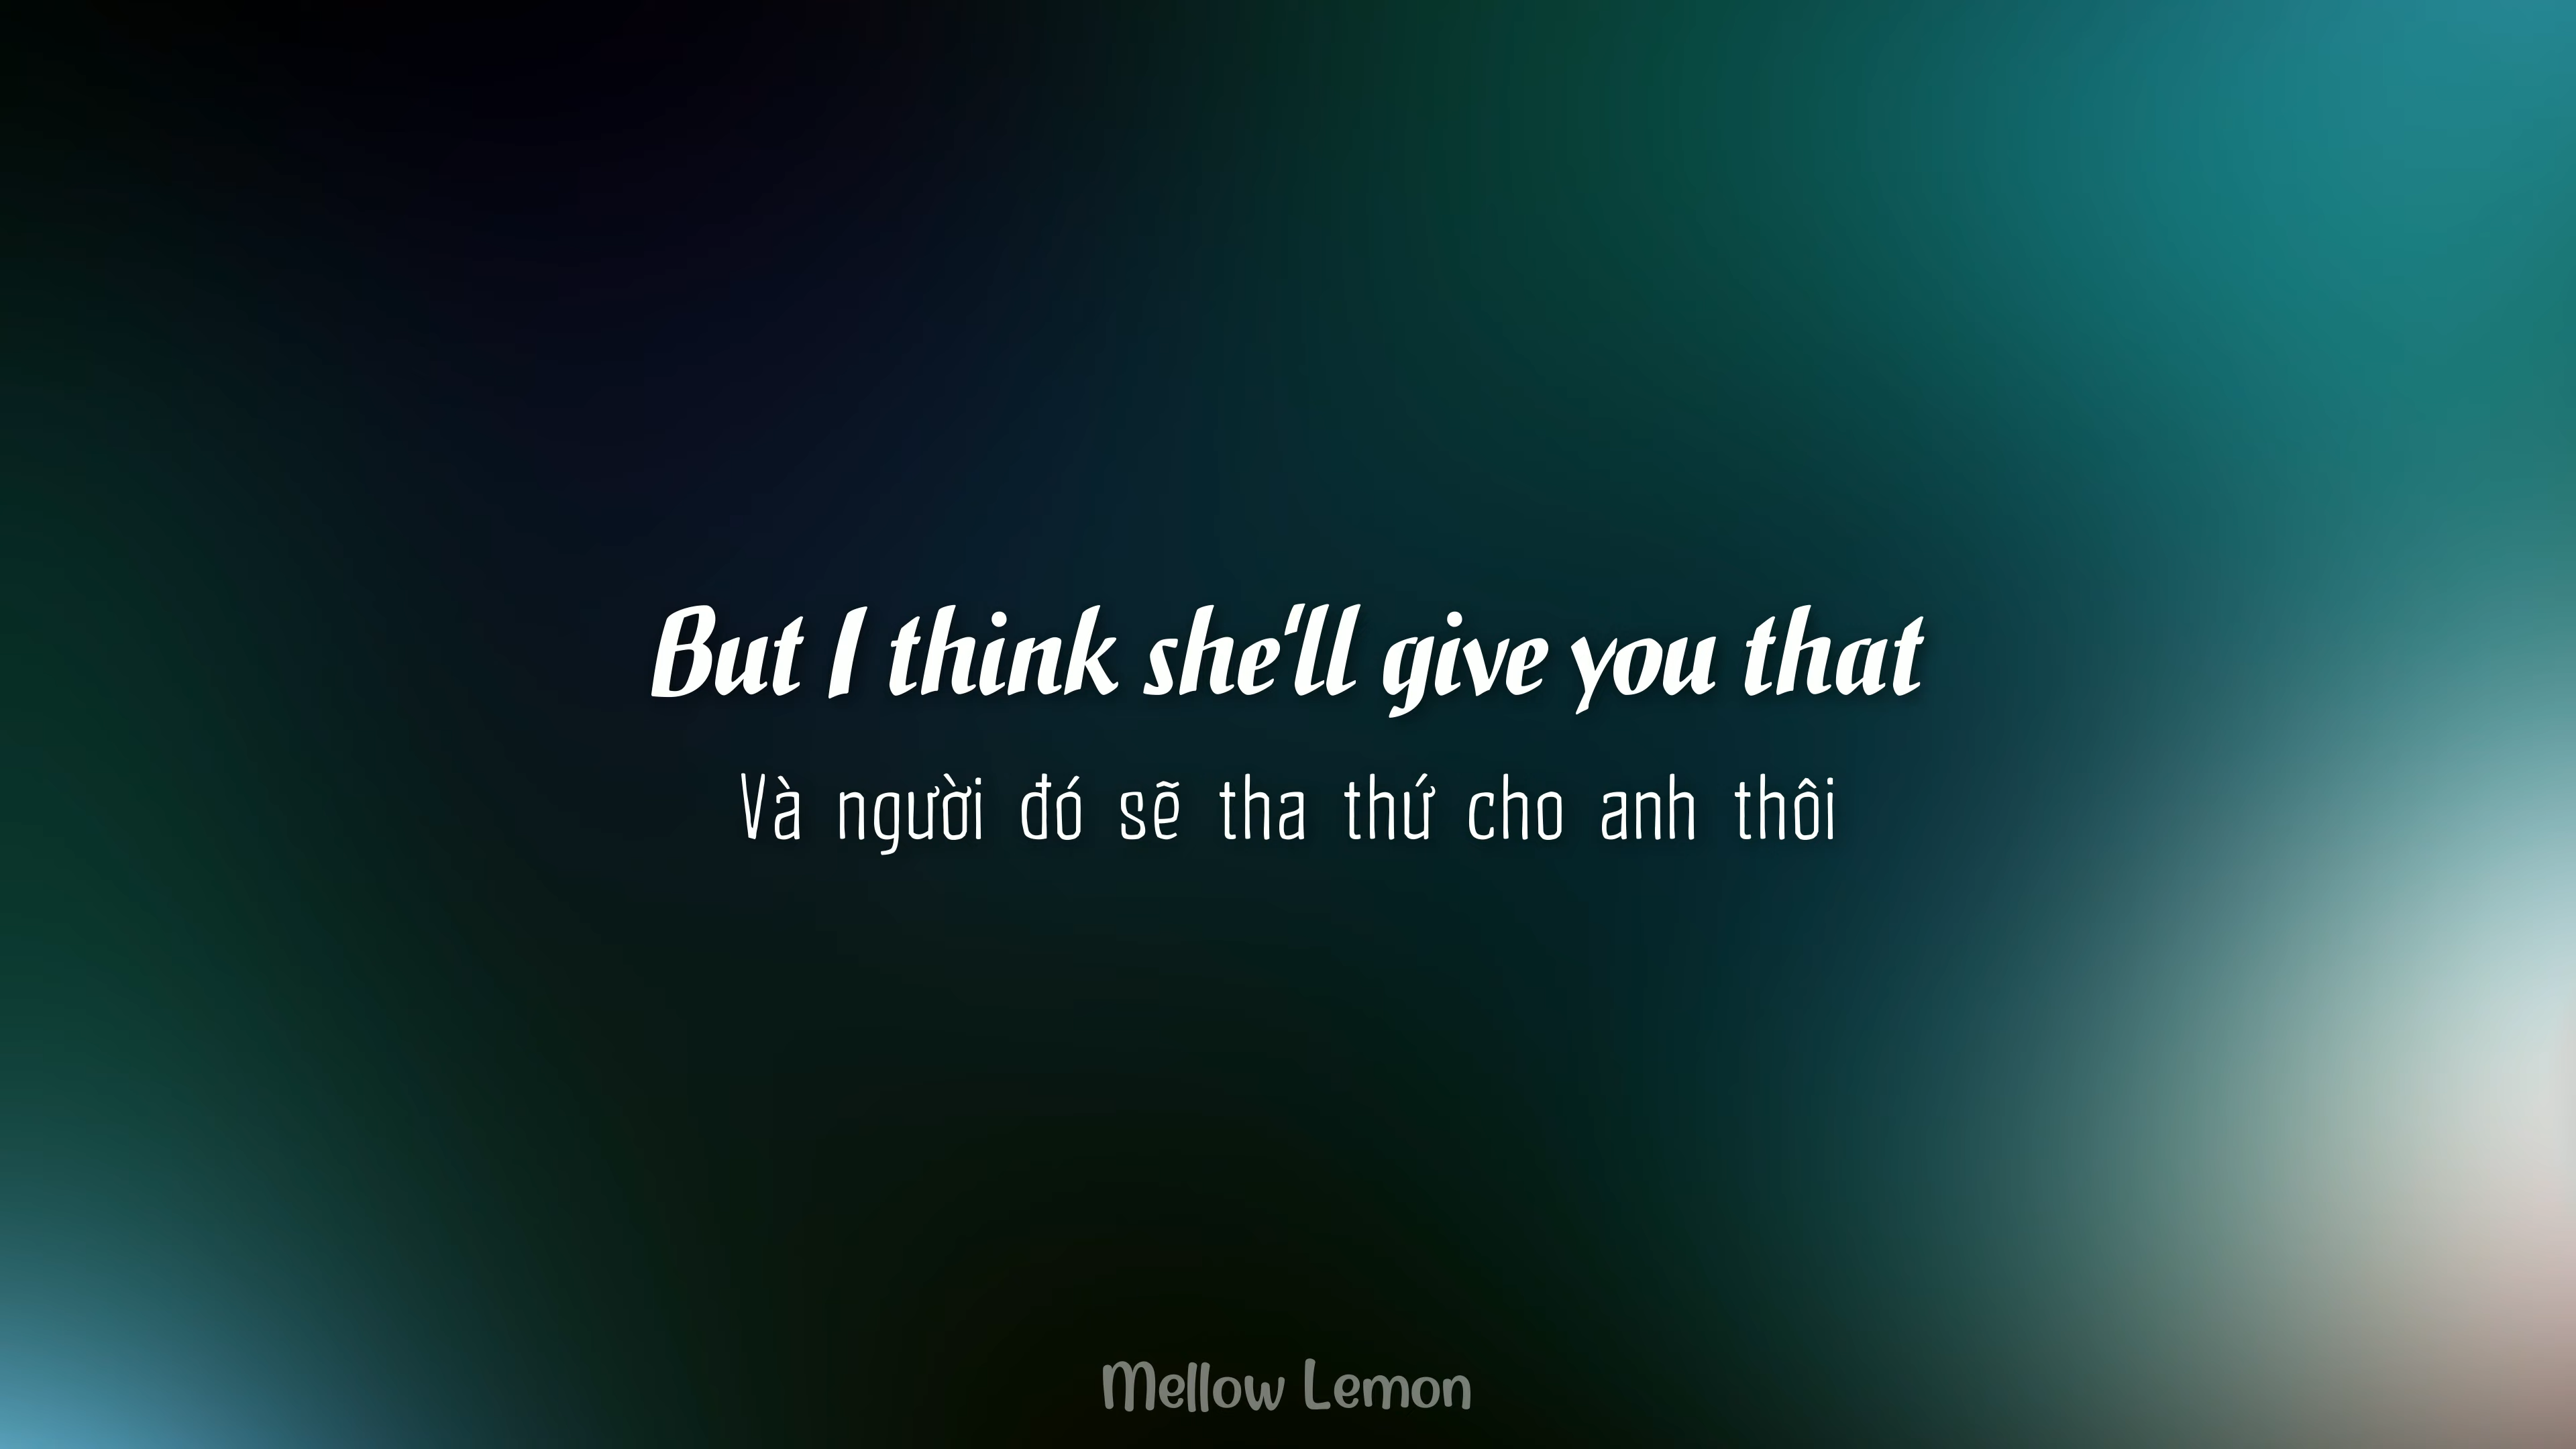 But I think she'll give you that
Và người đó sẽ tha thứ cho anh thôi
Mellow Lemon